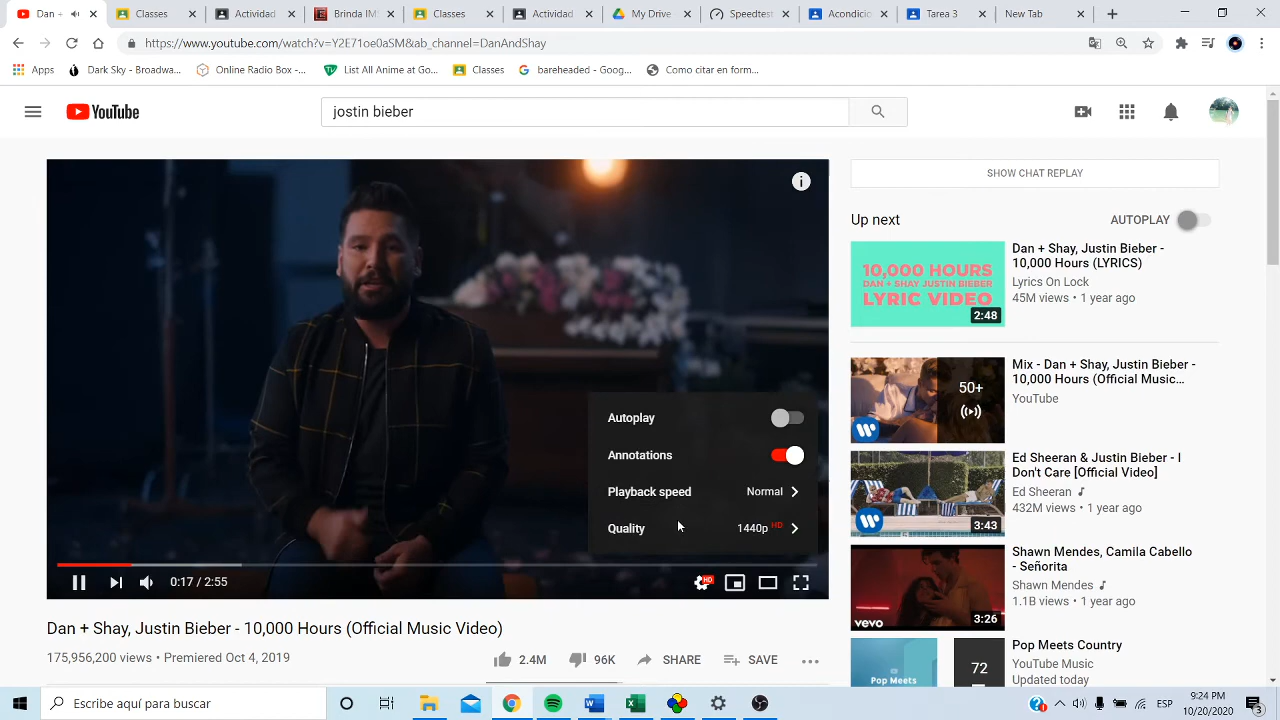 Dan
Classes
Actividad
Brind (M
Classes
Actividad
My Drive
Speedtest
Acordicio
Tarea 3
New Tab
https://www.youtube.com/watch?v=Y2E71oe0aSM&ab_channel=DanAndShay
Apps
Dark Sky - Broadwa...
Online Radio Box -...
List All Anime at Go...
Classes
bareheaded - Goog...
Como citar en form...
YouTube
jostin bieber
SHOW CHAT REPLAY
Up next
AUTOPLAY
10,000 HOURS
DAN + SHAY JUSTIN BIEBER
LYRIC VIDEO
2:48
Dan + Shay, Justin Bieber -
10,000 Hours (LYRICS)
Lyrics On Lock
45M views • 1 year ago
50+
Mix - Dan + Shay, Justin Bieber -
10,000 Hours (Official Music...
YouTube
3:43
Ed Sheeran & Justin Bieber - I
Don't Care [Official Video]
Ed Sheeran
432M views • 1 year ago
vevo
3:26
Shawn Mendes, Camila Cabello
- Señorita
Shawn Mendes
1.1B views • 1 year ago
Pop Meets
72
Pop Meets Country
YouTube Music
Updated today
Autoplay
Annotations
Playback speed Normal
Quality 1440p HD
0:17 / 2:55
HD
Dan + Shay, Justin Bieber - 10,000 Hours (Official Music Video)
175,956,200 views • Premiered Oct 4, 2019
2.4M
96K
SHARE
SAVE
Escribe aquí para buscar
ESP
9:24 PM
10/20/2020
3